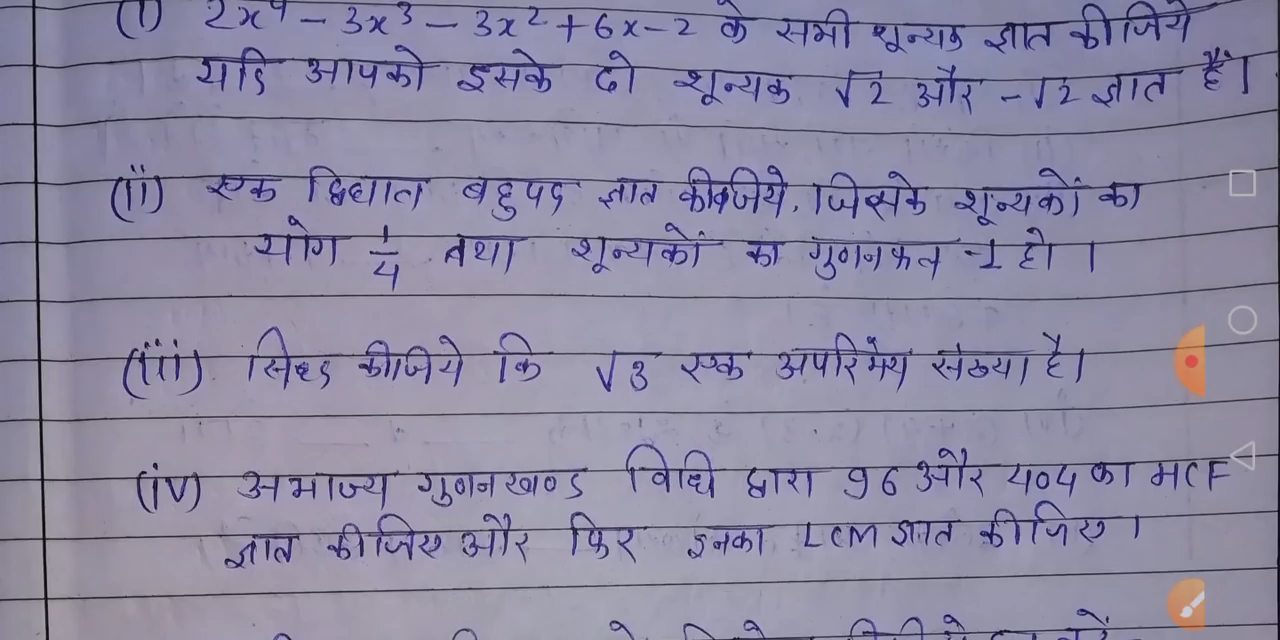 (i) 2x⁴ - 3x³ - 3x² + 6x - 2 के सभी शून्यक ज्ञात कीजिये
यदि आपको इसके दो शून्यक √2 और -√2 ज्ञात हैं।
(ii) एक द्विघात बहुपद ज्ञात कीजिये, जिसके शून्यकों का
योग 1/4 तथा शून्यकों का गुणनफल -1 हो।
(iii) सिद्ध कीजिये कि √3 एक अपरिमेय संख्या है।
(iv) अभाज्य गुणनखण्ड विधि द्वारा 96 और 404 का HCF
ज्ञात कीजिए और फिर इनका LCM ज्ञात कीजिए।